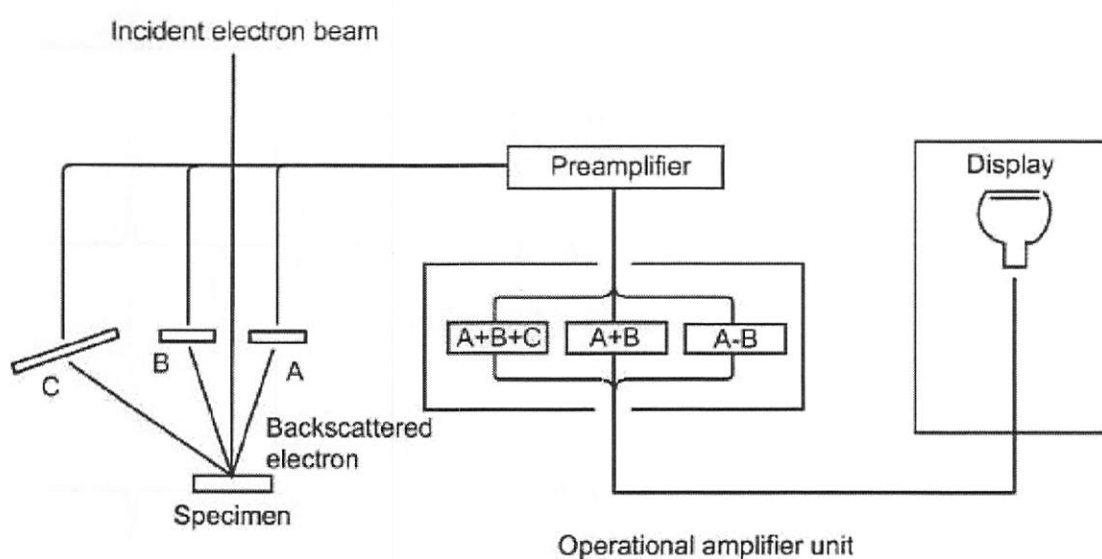 Incident electron beam
Preamplifier
Display
A+B+C
A+B
A-B
C
B
A
Backscattered
electron
Specimen
Operational amplifier unit